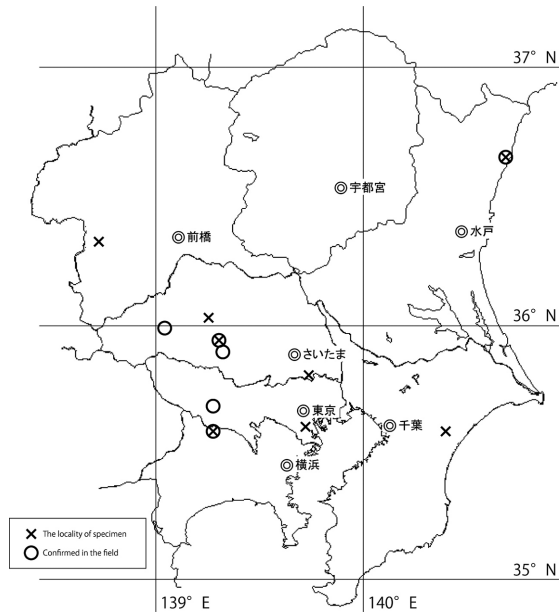 37° N
宇都宮
水戸
前橋
36° N
さいたま
東京
千葉
横浜
The locality of specimen
Confirmed in the field
35° N
139° E
140° E